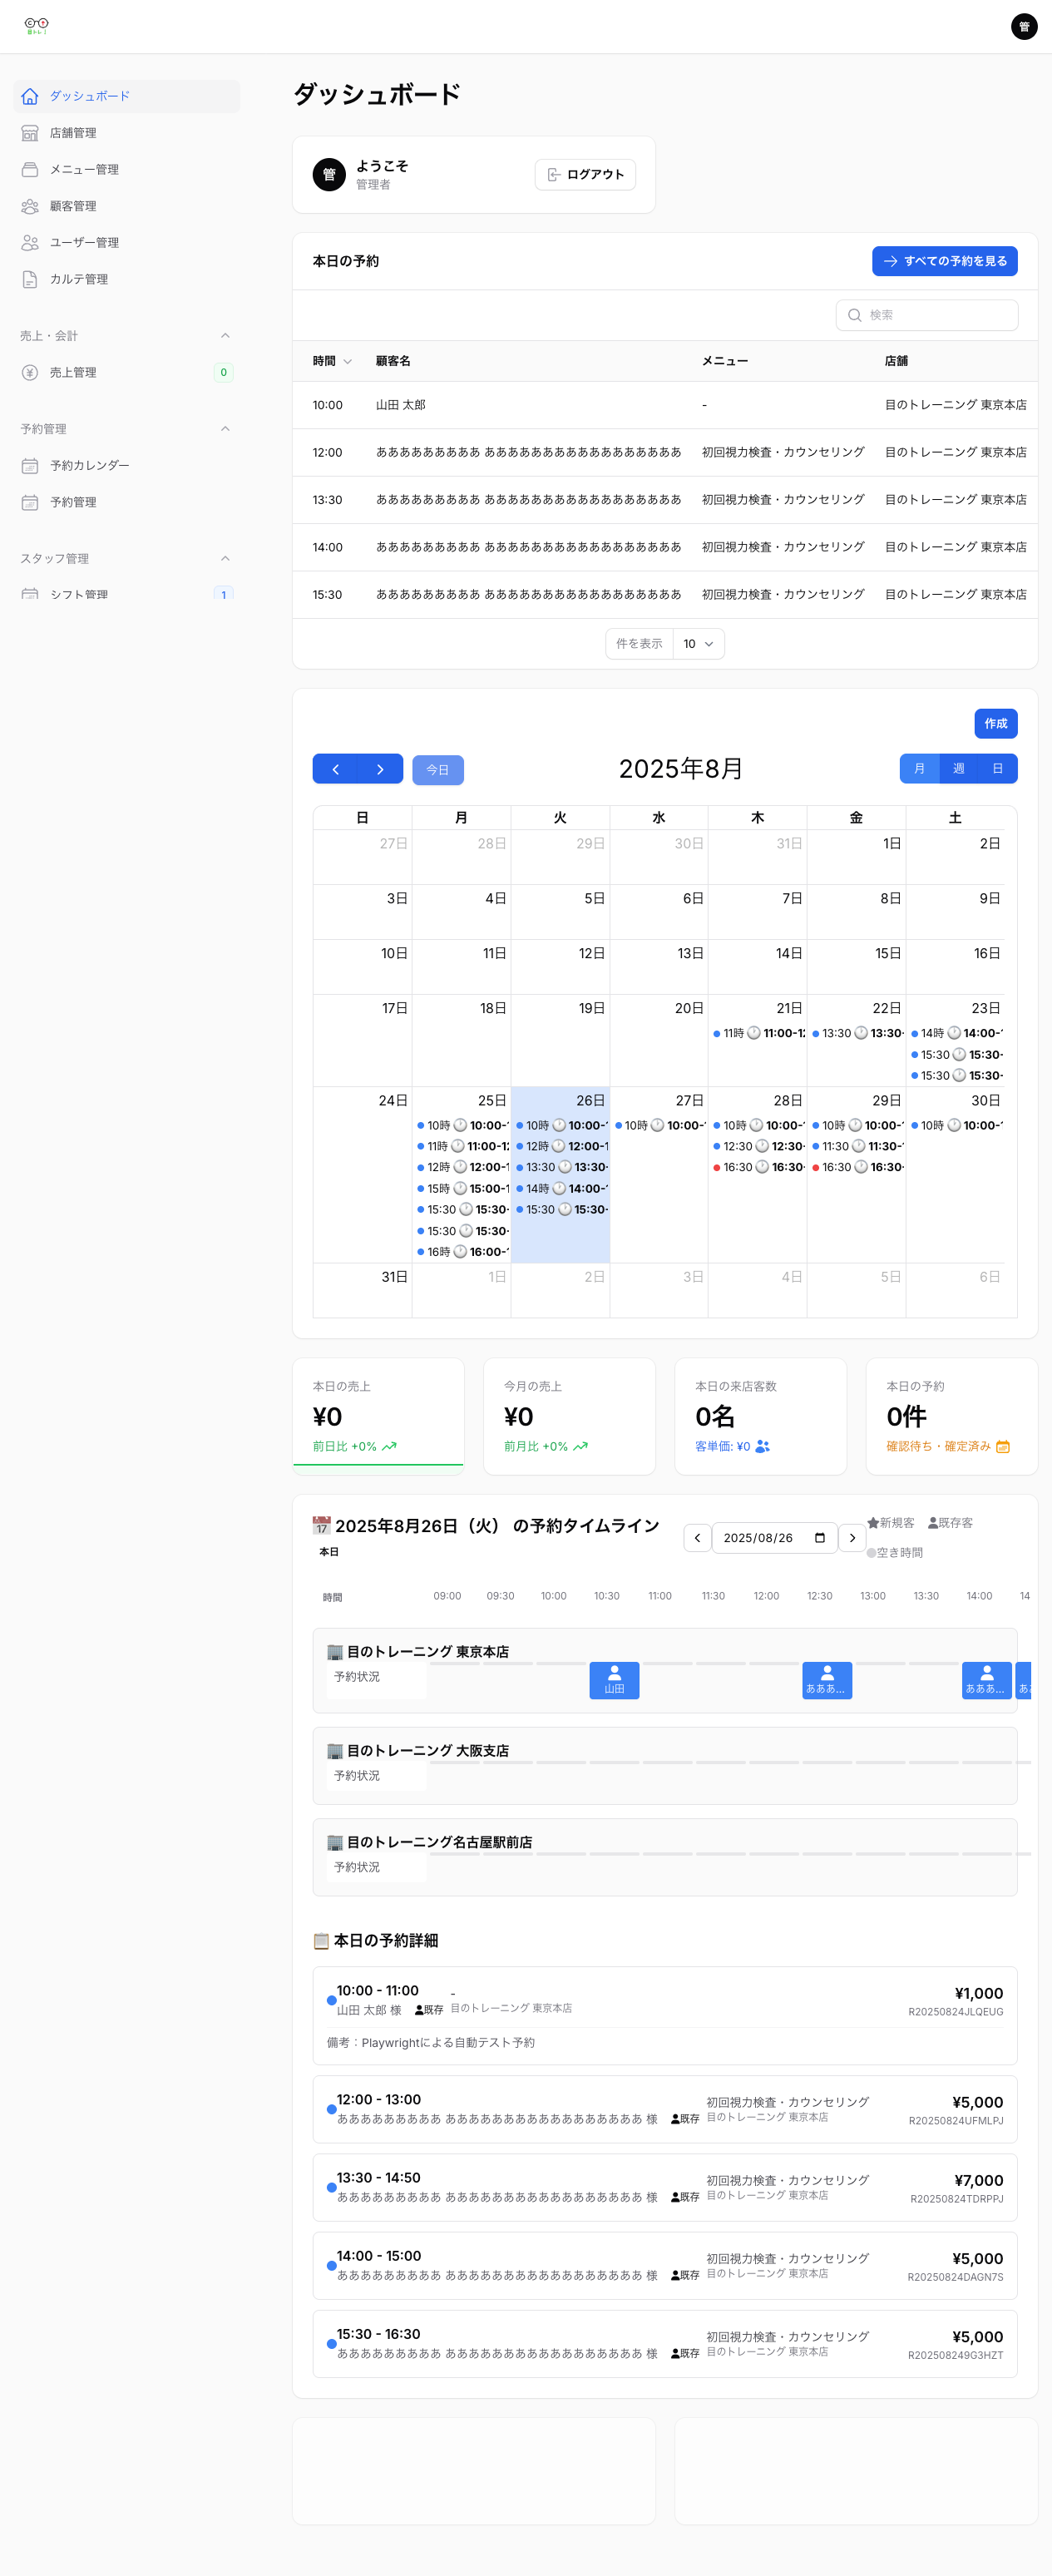 管
ダッシュボード
店舗管理
メニュー管理
顧客管理
ユーザー管理
カルテ管理
売上・会計
売上管理 0
予約管理
予約カレンダー
予約管理
スタッフ管理
シフト管理 1
ダッシュボード
管 ようこそ
管理者
ログアウト
本日の予約
すべての予約を見る
検索
時間 顧客名 メニュー 店舗
10:00 山田 太郎 - 目のトレーニング 東京本店
12:00 あああああああああ あああああああああああああああああ 初回視力検査・カウンセリング 目のトレーニング 東京本店
13:30 あああああああああ あああああああああああああああああ 初回視力検査・カウンセリング 目のトレーニング 東京本店
14:00 あああああああああ あああああああああああああああああ 初回視力検査・カウンセリング 目のトレーニング 東京本店
15:30 あああああああああ あああああああああああああああああ 初回視力検査・カウンセリング 目のトレーニング 東京本店
件を表示 10
作成
今日 2025年8月 月 週 日
日 月 火 水 木 金 土
27日 28日 29日 30日 31日 1日 2日
3日 4日 5日 6日 7日 8日 9日
10日 11日 12日 13日 14日 15日 16日
17日 18日 19日 20日 21日 22日 23日
11時 🕐 11:00-12 13:30 🕐 13:30- 14時 🕐 14:00-
15:30 🕐 15:30-
15:30 🕐 15:30-
24日 25日 26日 27日 28日 29日 30日
10時 🕐 10:00- 10時 🕐 10:00- 10時 🕐 10:00- 10時 🕐 10:00- 10時 🕐 10:00- 10時 🕐 10:00-
11時 🕐 11:00-12 12時 🕐 12:00-1 12:30 🕐 12:30- 11:30 🕐 11:30-
12時 🕐 12:00-1 13:30 🕐 13:30- 16:30 🕐 16:30- 16:30 🕐 16:30-
15時 🕐 15:00-1 14時 🕐 14:00-
15:30 🕐 15:30- 15:30 🕐 15:30-
15:30 🕐 15:30-
16時 🕐 16:00-
31日 1日 2日 3日 4日 5日 6日
本日の売上
¥0
前日比 +0%
今月の売上
¥0
前月比 +0%
本日の来店客数
0名
客単価: ¥0
本日の予約
0件
確認待ち・確定済み
📅 2025年8月26日（火） の予約タイムライン
本日
2025/08/26
新規客 既存客
空き時間
時間 09:00 09:30 10:00 10:30 11:00 11:30 12:00 12:30 13:00 13:30 14:00 14
🏢 目のトレーニング 東京本店
予約状況 山田 あああ... あああ... ああ
🏢 目のトレーニング 大阪支店
予約状況
🏢 目のトレーニング名古屋駅前店
予約状況
📋 本日の予約詳細
10:00 - 11:00 - ¥1,000
山田 太郎 様 既存 目のトレーニング 東京本店 R20250824JLQEUG
備考：Playwrightによる自動テスト予約
12:00 - 13:00 初回視力検査・カウンセリング ¥5,000
あああああああああ あああああああああああああああああ 様 既存 目のトレーニング 東京本店 R20250824UFMLPJ
13:30 - 14:50 初回視力検査・カウンセリング ¥7,000
あああああああああ あああああああああああああああああ 様 既存 目のトレーニング 東京本店 R20250824TDRPPJ
14:00 - 15:00 初回視力検査・カウンセリング ¥5,000
あああああああああ あああああああああああああああああ 様 既存 目のトレーニング 東京本店 R20250824DAGN7S
15:30 - 16:30 初回視力検査・カウンセリング ¥5,000
あああああああああ あああああああああああああああああ 様 既存 目のトレーニング 東京本店 R202508249G3HZT